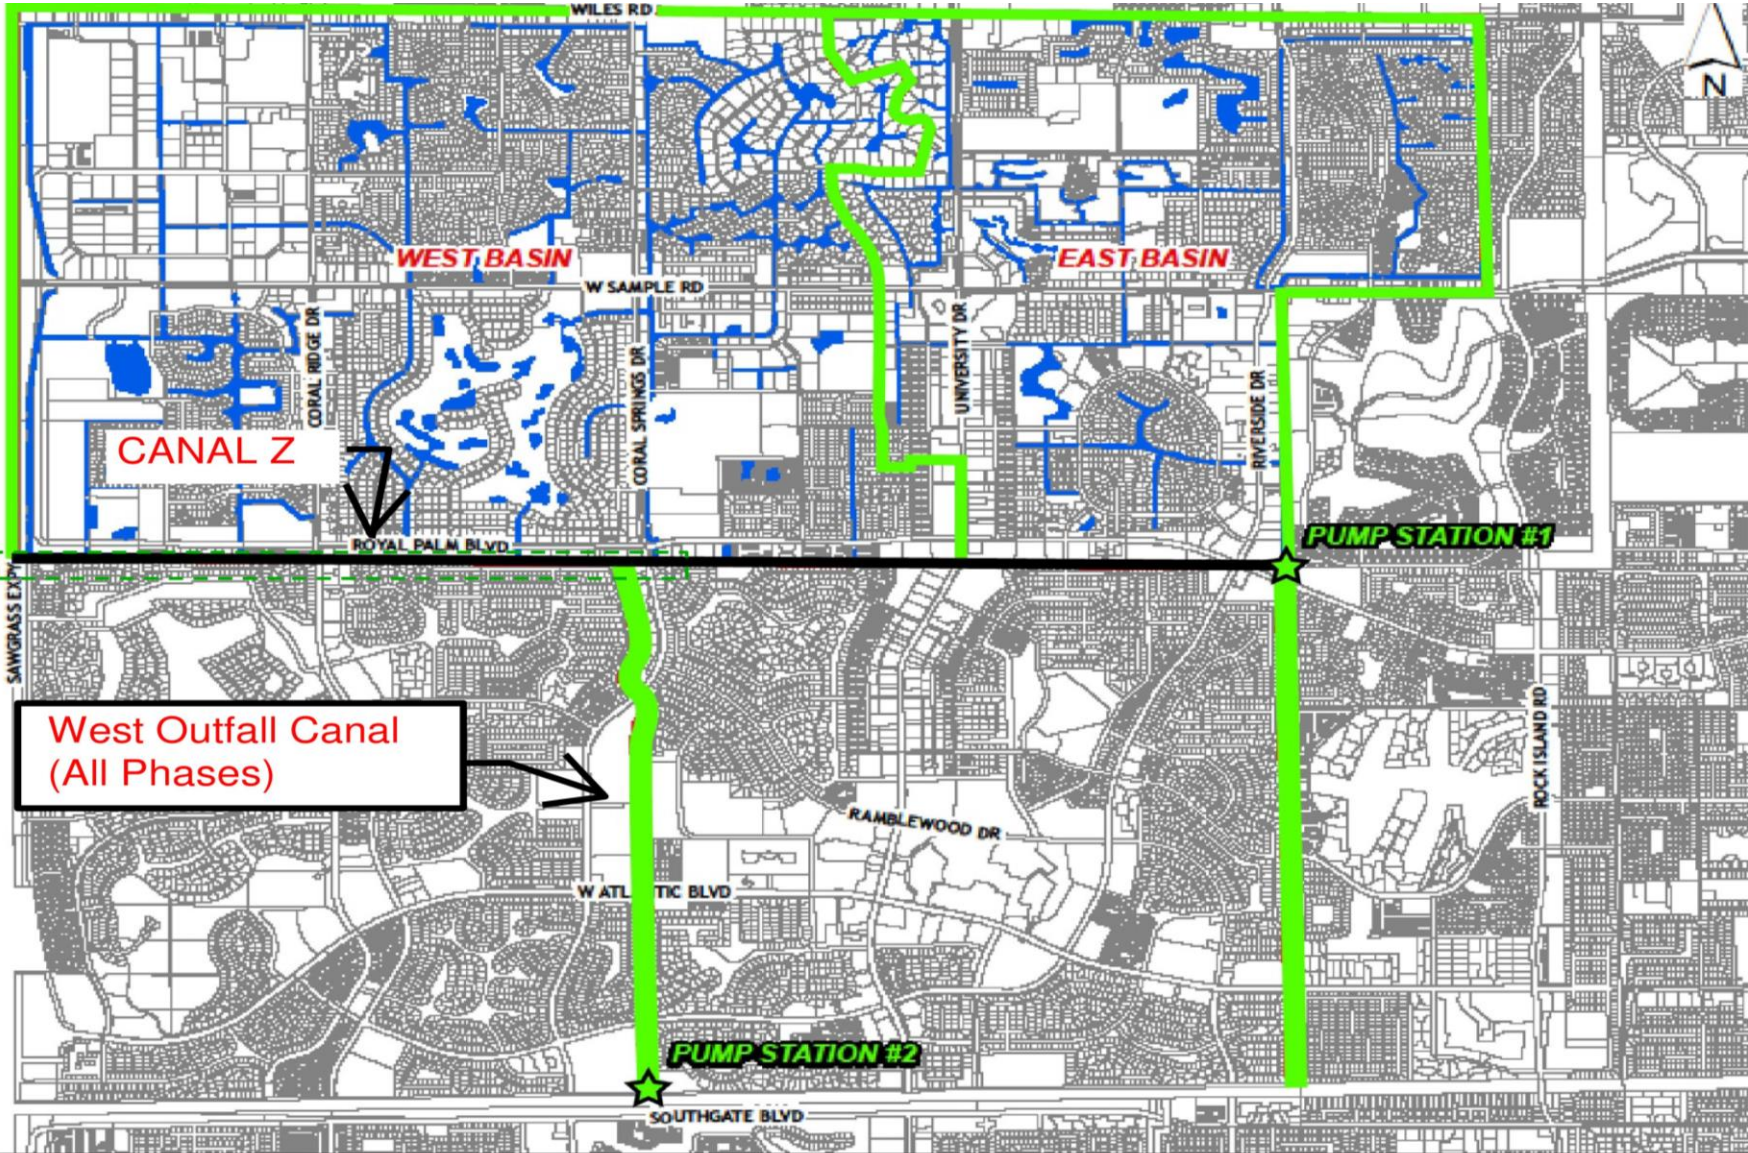 WILES RD
N
WEST BASIN
EAST BASIN
W SAMPLE RD
CORAL RIDGE DR
CORAL SPRINGS DR
UNIVERSITY DR
RIVERSIDE DR
CANAL Z
ROYAL PALM BLVD
PUMP STATION #1
SAWGRASS EXPY
West Outfall Canal
(All Phases)
ROCK ISLAND RD
RAMBLEWOOD DR
W ATLANTIC BLVD
PUMP STATION #2
SOUTHGATE BLVD